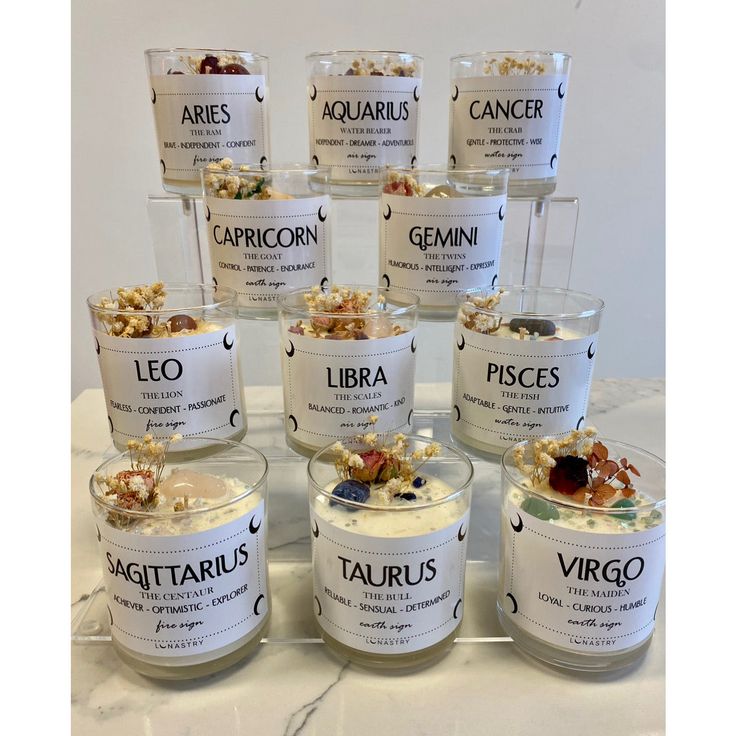 ARIES
THE RAM
BRAVE - INDEPENDENT - CONFIDENT
fire sign
AQUARIUS
WATER BEARER
INDEPENDENT - DREAMER - ADVENTUROUS
air sign
LUNASTRY
CANCER
THE CRAB
GENTLE - PROTECTIVE - WISE
water sign
CAPRICORN
THE GOAT
CONTROL - PATIENCE - ENDURANCE
earth sign
LUNASTRY
GEMINI
THE TWINS
HUMOROUS - INTELLIGENT - EXPRESSIVE
air sign
LEO
THE LION
FEARLESS - CONFIDENT - PASSIONATE
fire sign
LIBRA
THE SCALES
BALANCED - ROMANTIC - KIND
air sign
PISCES
THE FISH
ADAPTABLE - GENTLE - INTUITIVE
water sign
LUNASTRY
SAGITTARIUS
THE CENTAUR
ACHIEVER - OPTIMISTIC - EXPLORER
fire sign
LUNASTRY
TAURUS
THE BULL
RELIABLE - SENSUAL - DETERMINED
earth sign
LUNASTRY
VIRGO
THE MAIDEN
LOYAL - CURIOUS - HUMBLE
earth sign
LUNASTRY